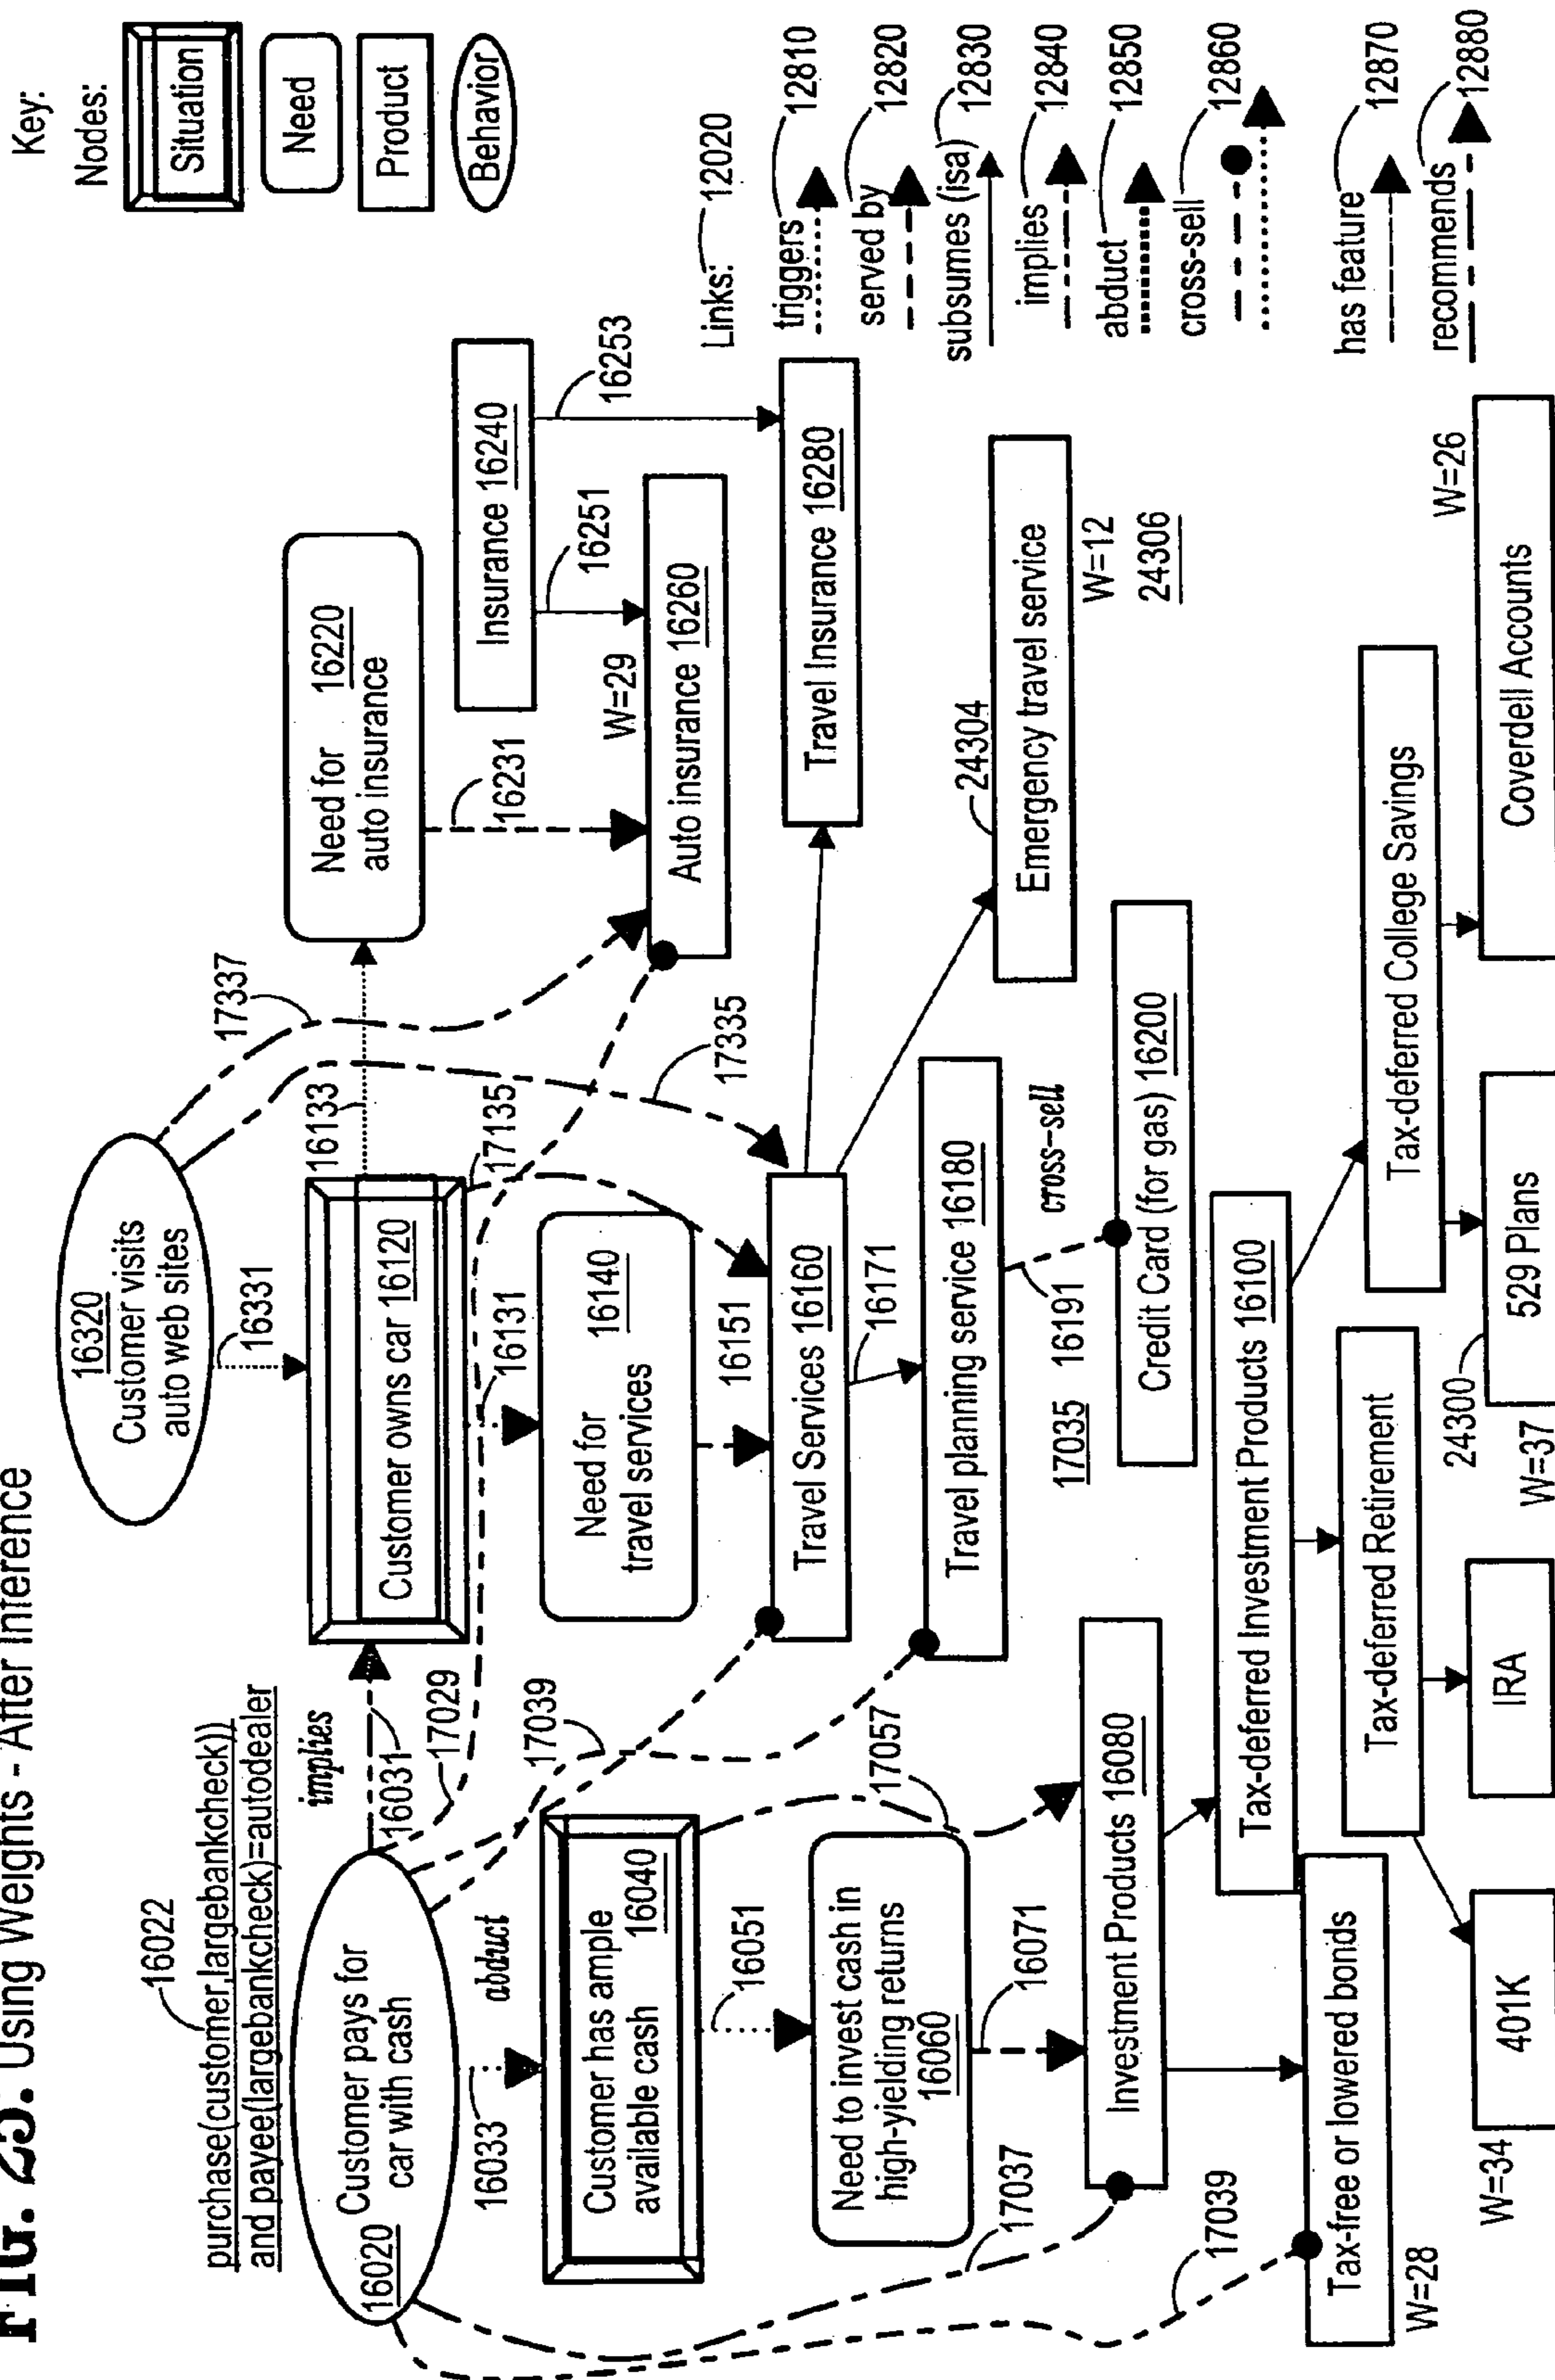 FIG. 25. Using Weights - After Inference
16022
purchase(customer,largebankcheck))
and payee(largebankcheck)=autodealer
16320
Customer visits
auto web sites
16331
17337
16133
Key:
Nodes:
Situation
Need
Product
Behavior
Customer pays for
16020
car with cash
implies
16031
17029
Customer owns car 16120
17135
16131
Need for 16220
auto insurance
16231
Insurance 16240
16251
16253
16033
abduct
Customer has ample
available cash 16040
17039
Need for 16140
travel services
W=29
Auto insurance 16260
17335
16051
16151
Travel Services 16160
16171
Travel Insurance 16280
Need to invest cash in
high-yielding returns
16060
17057
Travel planning service 16180
24304
Emergency travel service
W=12
24306
16071
17037
Investment Products 16080
17035 16191 cross-sell
Credit Card (for gas) 16200
Links: 12020
triggers 12810
served by 12820
subsumes (isa) 12830
implies 12840
abduct 12850
cross-sell 12860
has feature 12870
recommends 12880
17039
Tax-deferred Investment Products 16100
Tax-free or lowered bonds
W=28
Tax-deferred Retirement
Tax-deferred College Savings
W=34
401K
IRA
24300
W=37
529 Plans
W=26
Coverdell Accounts